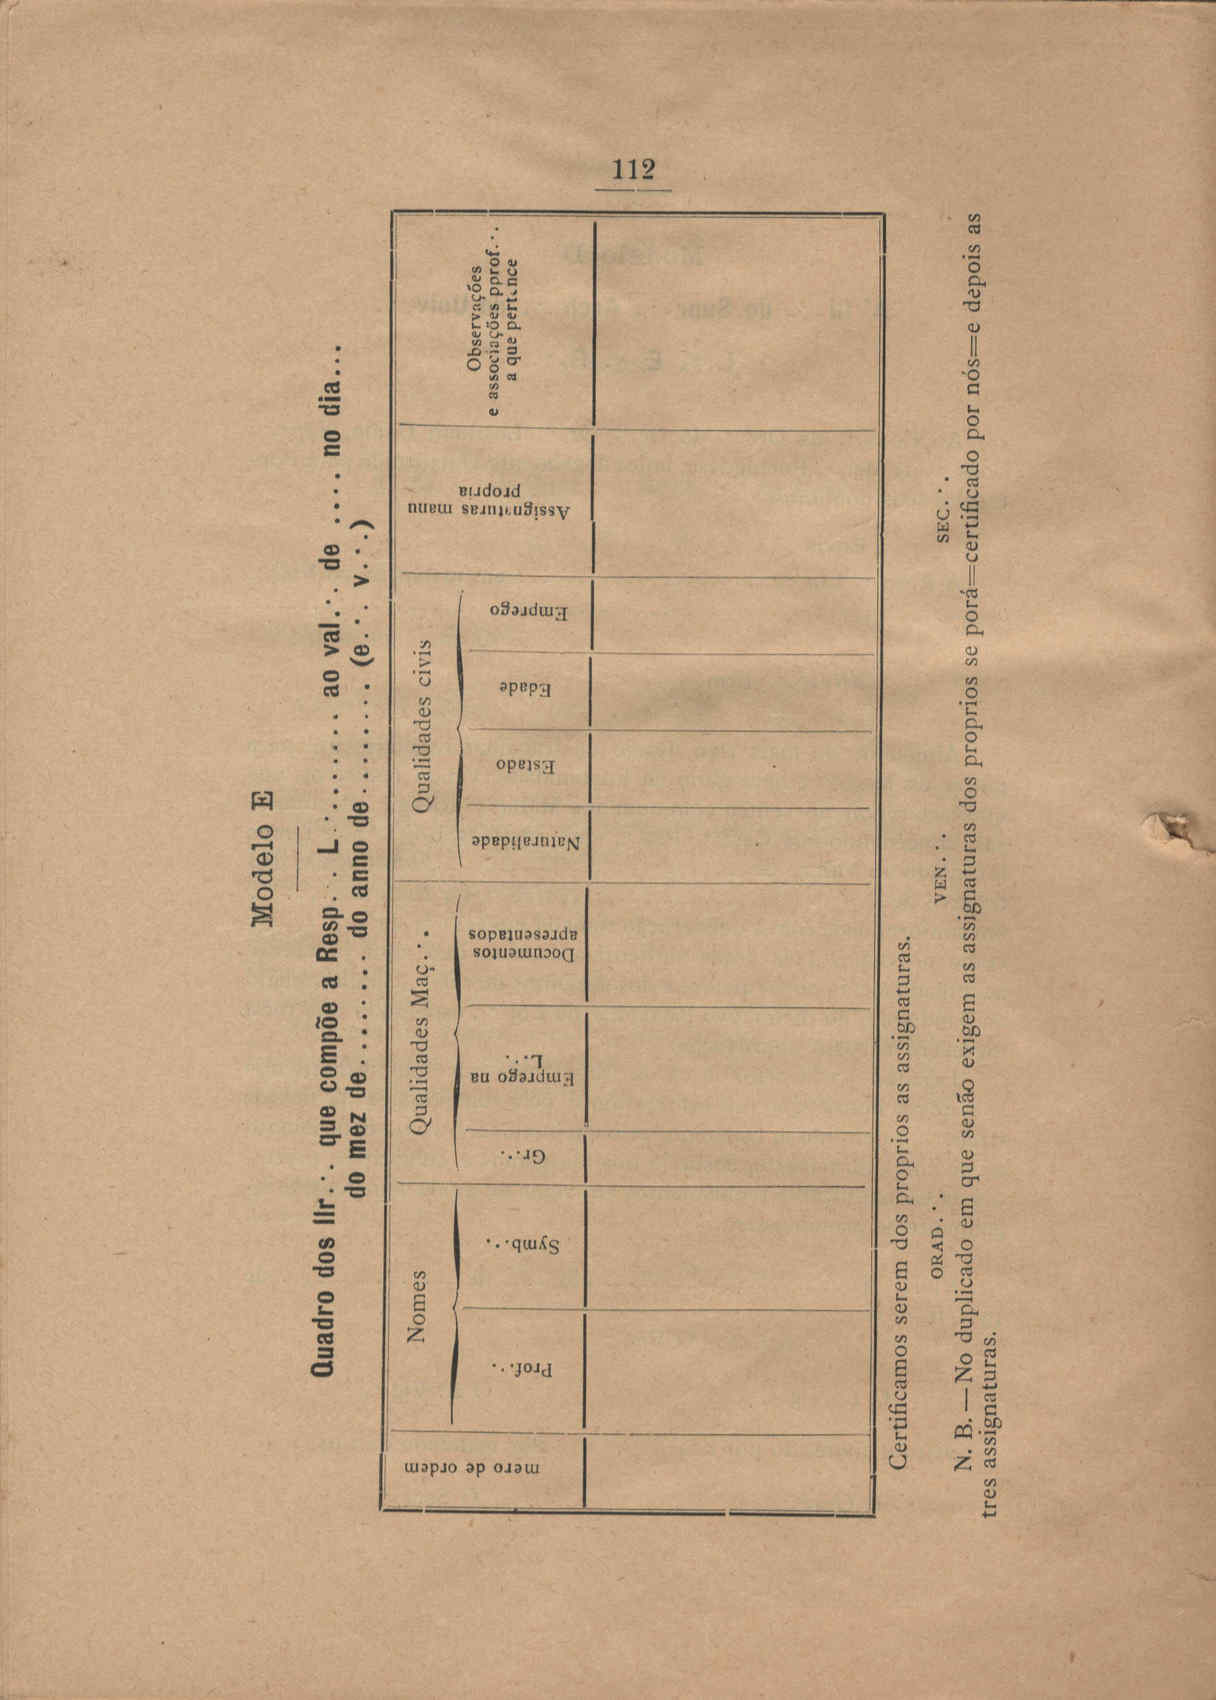 112
Modelo E
Quadro dos IIr.·. que compõe a Resp.·. L.·........ ao val.·. de .... no dia...
do mez de........ do anno de........ (e.·. v.·.)
mero de ordem
Nomes
Prof.·.
Symb.·.
Qualidades Maç.·.
Gr.·.
Emprego na
L.·.
Documentos
apresentados
Qualidades civis
Naturalidade
Estado
Edade
Emprego
Assignaturas manu
propria
Observações
e associações pprof.·.
a que pertence
Certificamos serem dos proprios as assignaturas.
ORAD.·. VEN.·. SEC.·.
N. B.—No duplicado em que senão exigem as assignaturas dos proprios se porá=certificado por nós=e depois as
tres assignaturas.